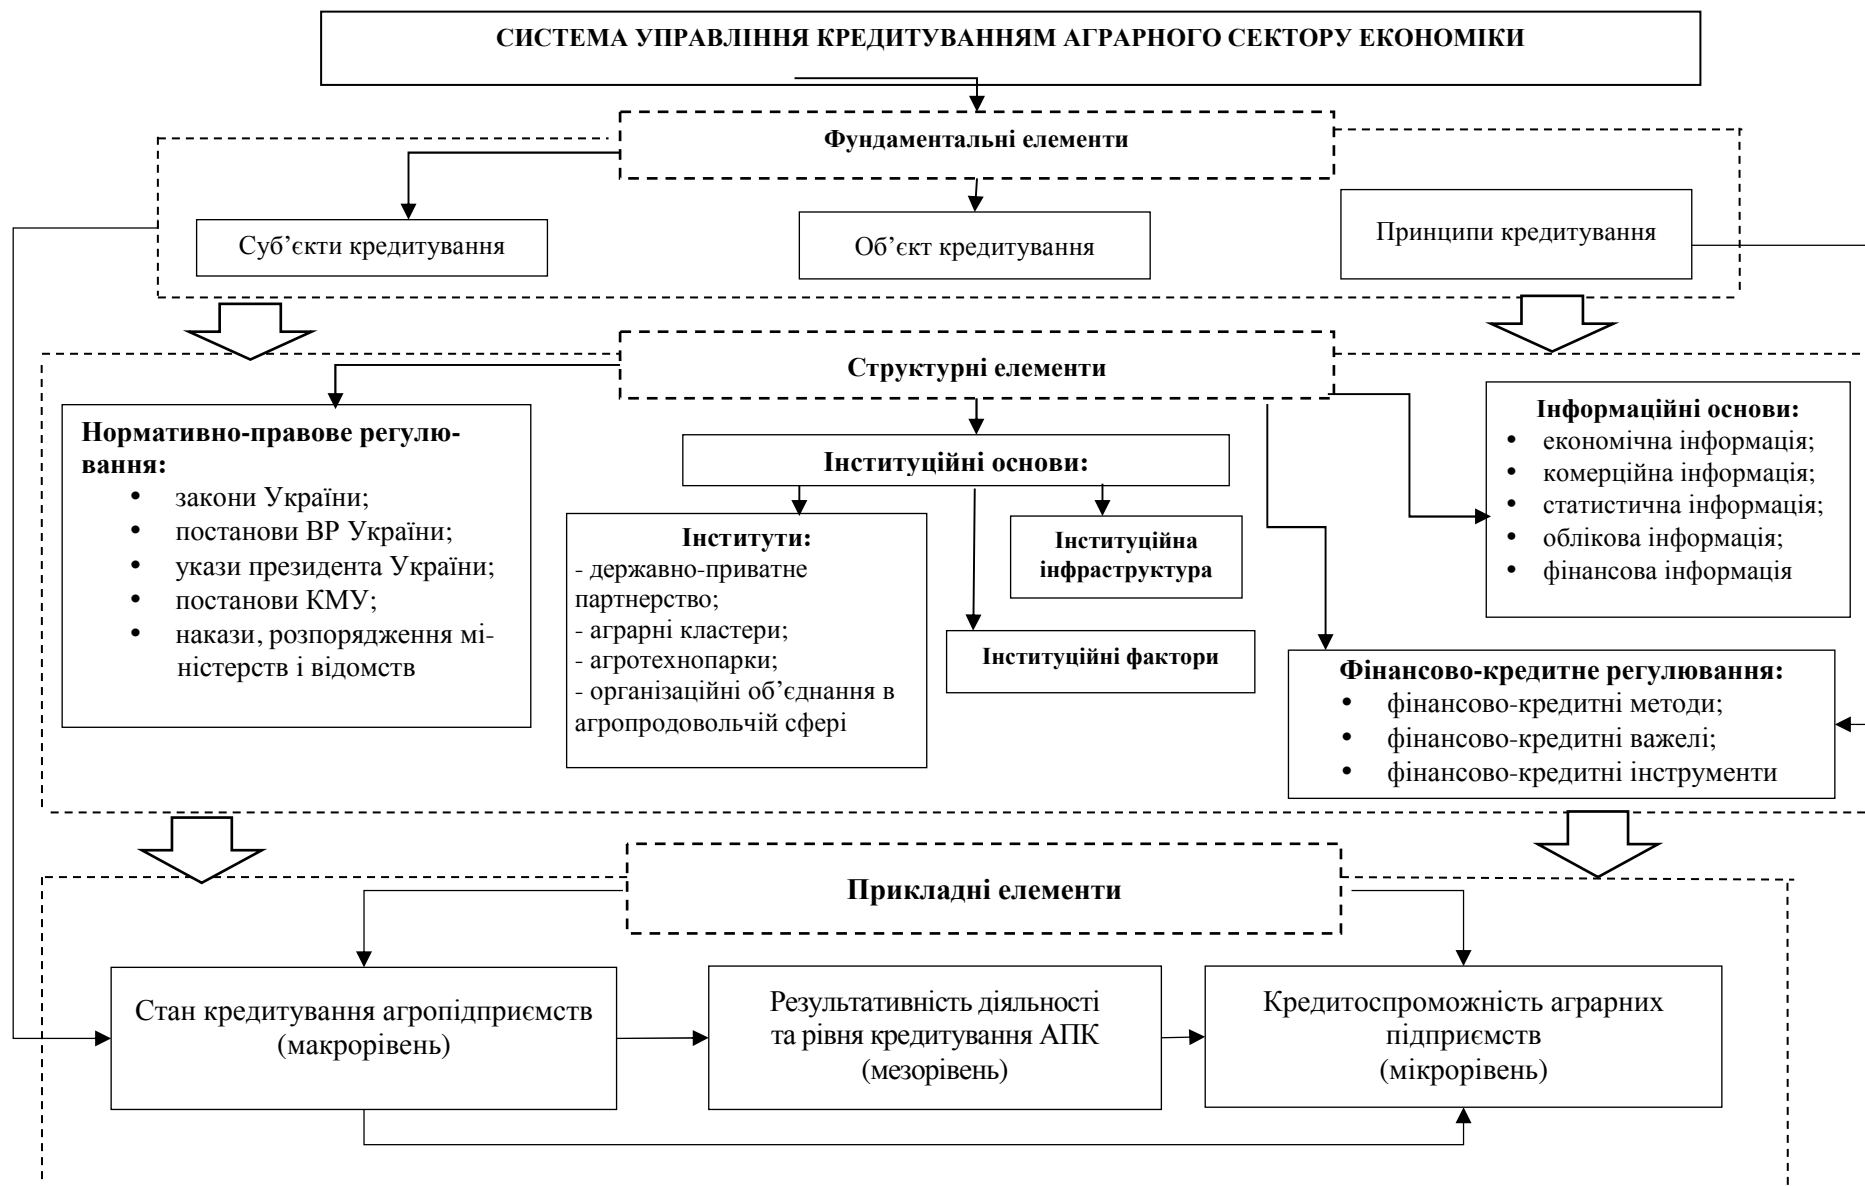 СИСТЕМА УПРАВЛІННЯ КРЕДИТУВАННЯМ АГРАРНОГО СЕКТОРУ ЕКОНОМІКИ
Фундаментальні елементи
Суб’єкти кредитування
Об’єкт кредитування
Принципи кредитування
Структурні елементи
Нормативно-правове регулю-
вання:
• закони України;
• постанови ВР України;
• укази президента України;
• постанови КМУ;
• накази, розпорядження мі-
ністерств і відомств
Інституційні основи:
Інститути:
- державно-приватне
партнерство;
- аграрні кластери;
- агротехнопарки;
- організаційні об’єднання в
агропродовольчій сфері
Інституційна
інфраструктура
Інституційні фактори
Інформаційні основи:
• економічна інформація;
• комерційна інформація;
• статистична інформація;
• облікова інформація;
• фінансова інформація
Фінансово-кредитне регулювання:
• фінансово-кредитні методи;
• фінансово-кредитні важелі;
• фінансово-кредитні інструменти
Прикладні елементи
Стан кредитування агропідприємств
(макрорівень)
Результативність діяльності
та рівня кредитування АПК
(мезорівень)
Кредитоспроможність аграрних
підприємств
(мікрорівень)